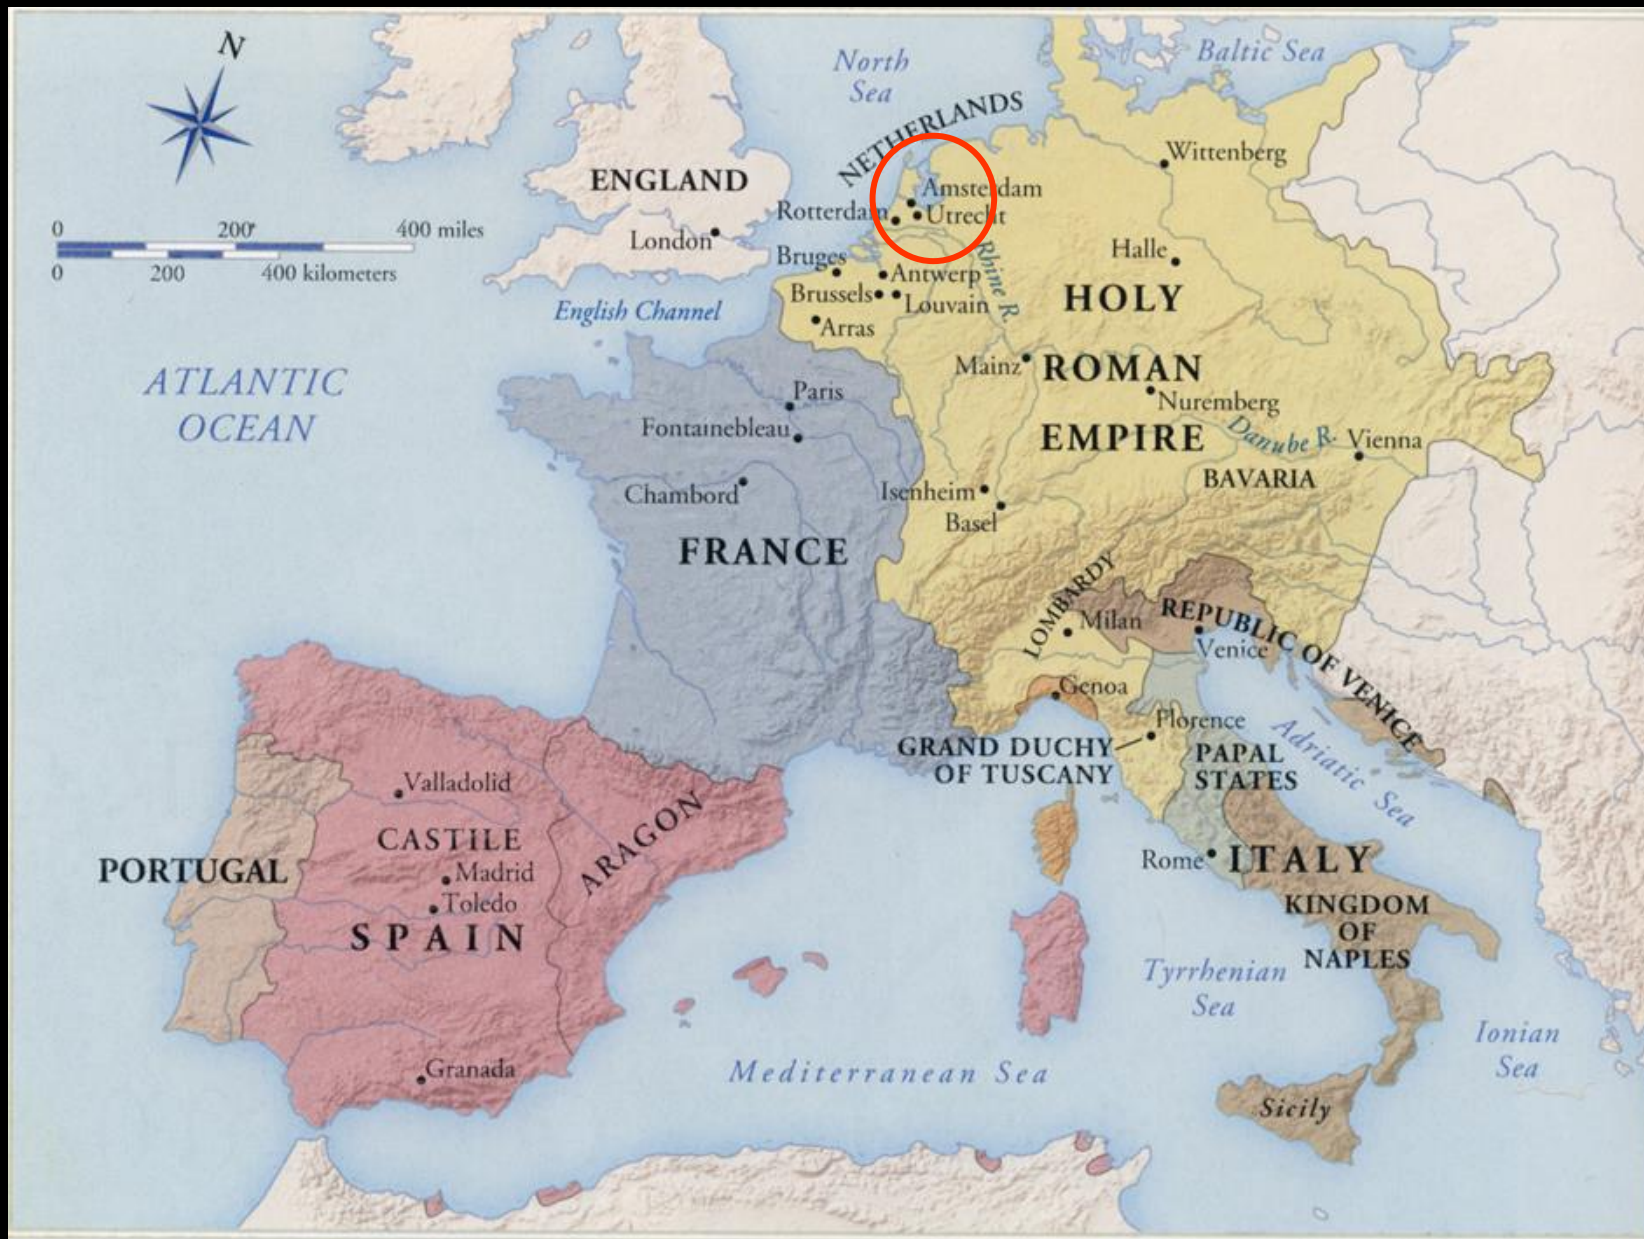 N
North
Sea
Baltic Sea
NETHERLANDS
Wittenberg
ENGLAND
Amsterdam
Rotterdam
Utrecht
0 200 400 miles
0 200 400 kilometers
London
Bruges
Halle
Rhine R.
Antwerp
Brussels
Louvain
HOLY
English Channel
Arras
Mainz
ROMAN
ATLANTIC
OCEAN
Paris
Nuremberg
Fontainebleau
EMPIRE
Danube R.
Vienna
BAVARIA
Chambord
Isenheim
Basel
FRANCE
LOMBARDY
Milan
REPUBLIC OF VENICE
Venice
Genoa
Florence
GRAND DUCHY
OF TUSCANY
PAPAL
STATES
Adriatic Sea
Valladolid
CASTILE
ARAGON
PORTUGAL
Madrid
Toledo
SPAIN
Rome
ITALY
KINGDOM
OF
NAPLES
Tyrrhenian
Sea
Ionian
Sea
Granada
Mediterranean Sea
Sicily